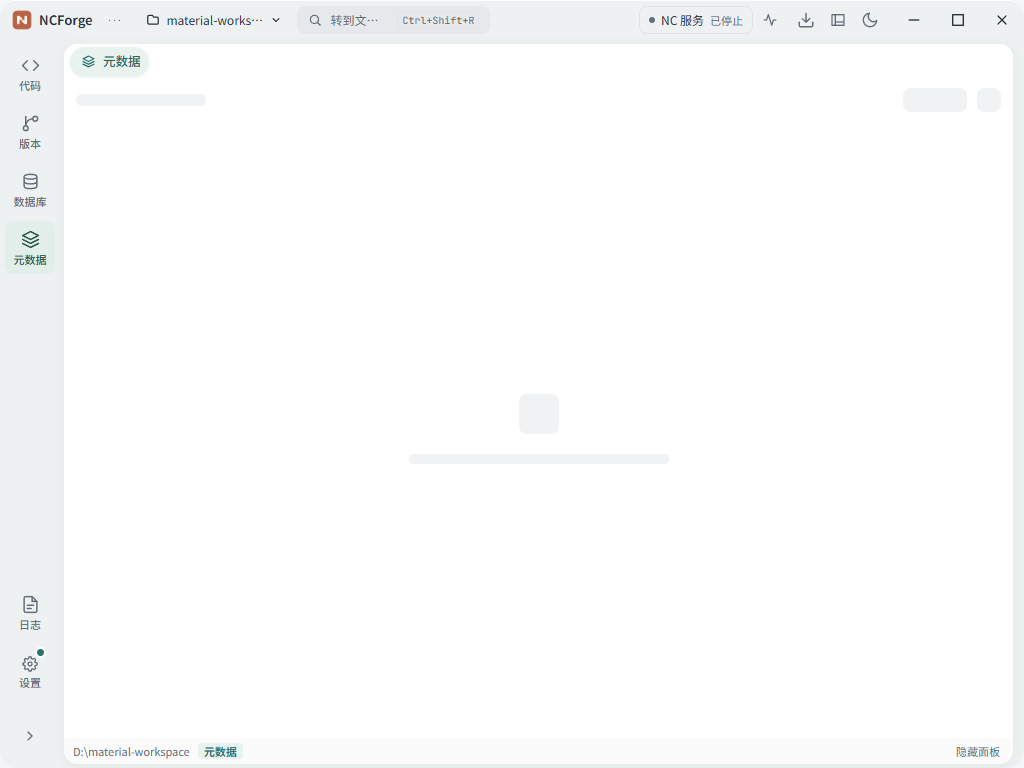 NCForge
material-works···
转到文···
Ctrl+Shift+R
NC 服务 已停止
代码
版本
数据库
元数据
元数据
日志
设置
D:\material-workspace
元数据
隐藏面板